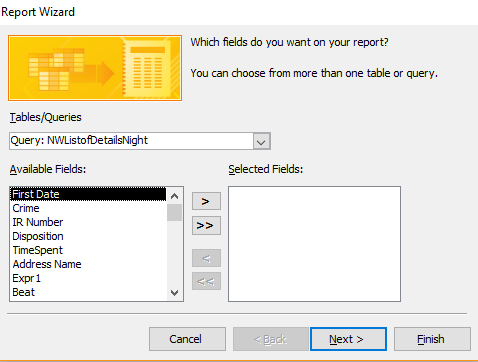 Report Wizard
Which fields do you want on your report?
You can choose from more than one table or query.
Tables/Queries
Query: NWListofDetailsNight
Available Fields:
Selected Fields:
First Date
Crime
IR Number
Disposition
TimeSpent
Address Name
Expr1
Beat
>
>>
<
<<
Cancel
< Back
Next >
Finish